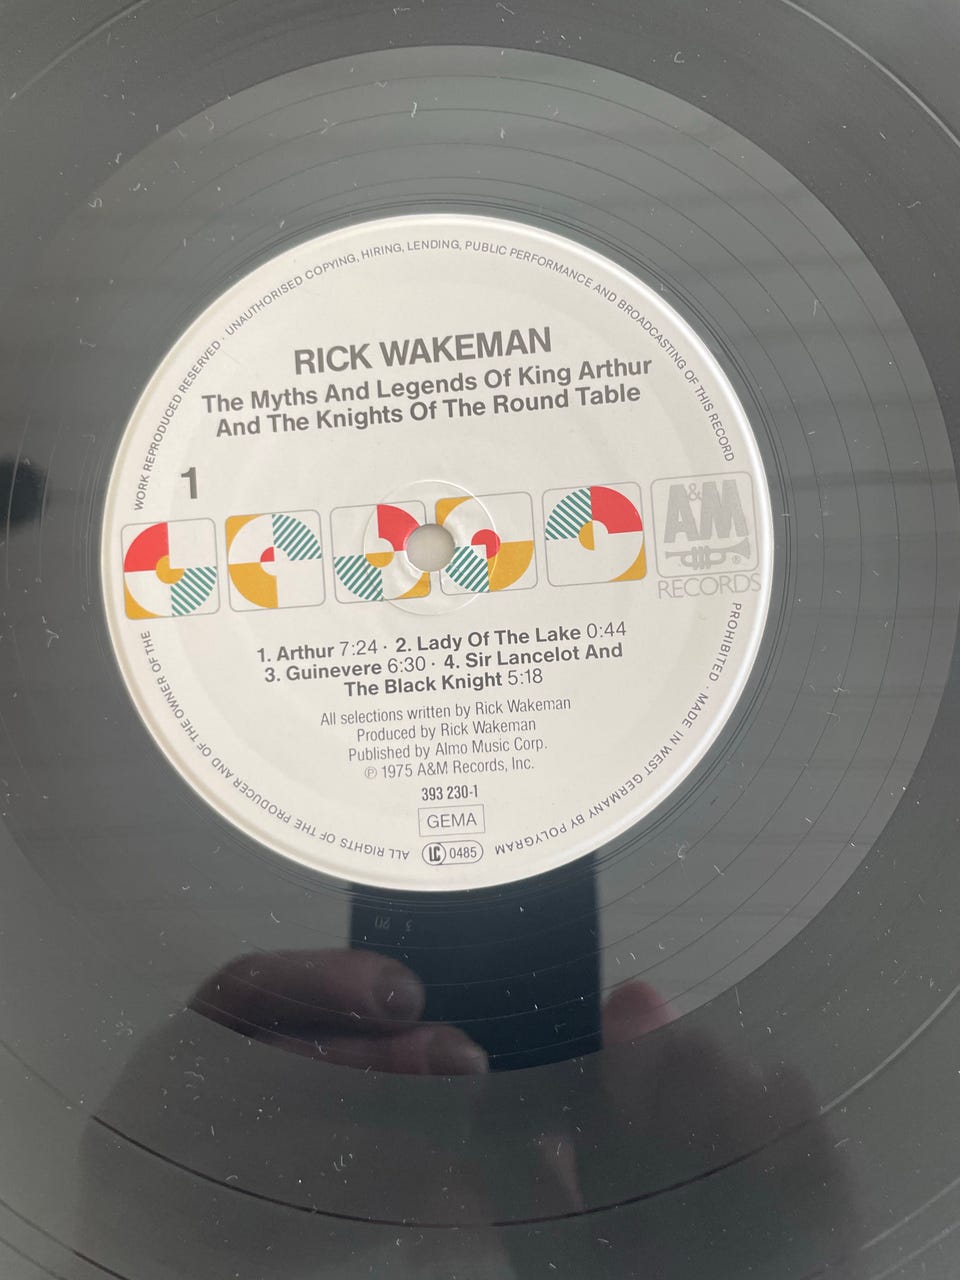 WORK REPRODUCED RESERVED · UNAUTHORISED COPYING, HIRING, LENDING, PUBLIC PERFORMANCE AND BROADCASTING OF THIS RECORD
PROHIBITED · MADE IN WEST GERMANY BY POLYGRAM
ALL RIGHTS OF THE PRODUCER AND OF THE OWNER OF THE
RICK WAKEMAN
The Myths And Legends Of King Arthur
And The Knights Of The Round Table
1
A&M
®
RECORDS
1. Arthur 7:24 · 2. Lady Of The Lake 0:44
3. Guinevere 6:30 · 4. Sir Lancelot And
The Black Knight 5:18
All selections written by Rick Wakeman
Produced by Rick Wakeman
Published by Almo Music Corp.
℗ 1975 A&M Records, Inc.
393 230-1
GEMA
LC 0485